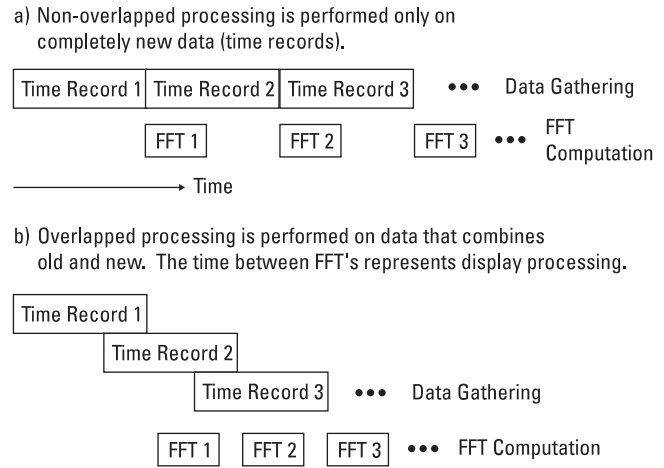 a) Non-overlapped processing is performed only on
completely new data (time records).
Time Record 1 Time Record 2 Time Record 3 ••• Data Gathering
FFT 1 FFT 2 FFT 3 ••• FFT
Computation
Time
b) Overlapped processing is performed on data that combines
old and new. The time between FFT's represents display processing.
Time Record 1
Time Record 2
Time Record 3 ••• Data Gathering
FFT 1 FFT 2 FFT 3 ••• FFT Computation